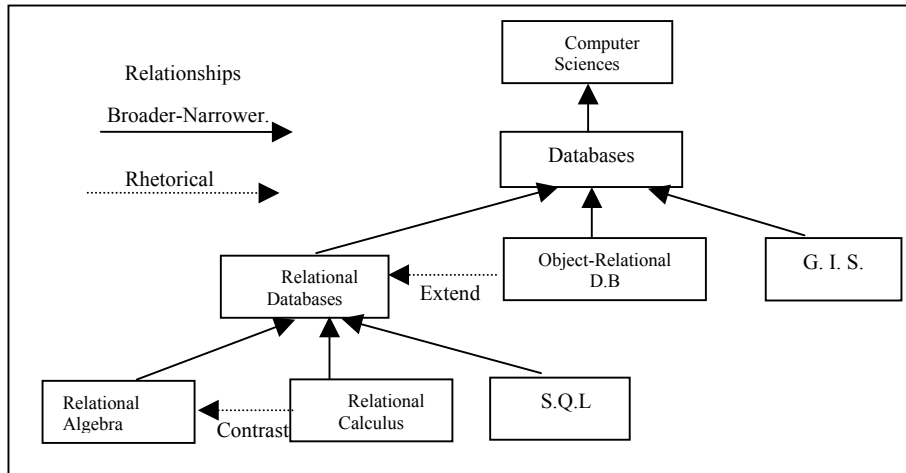 Computer
Sciences
Relationships
Broader-Narrower.
Databases
Rhetorical
Object-Relational
D.B
G. I. S.
Relational
Databases
Extend
Relational
Algebra
Relational
Calculus
S.Q.L
Contrast